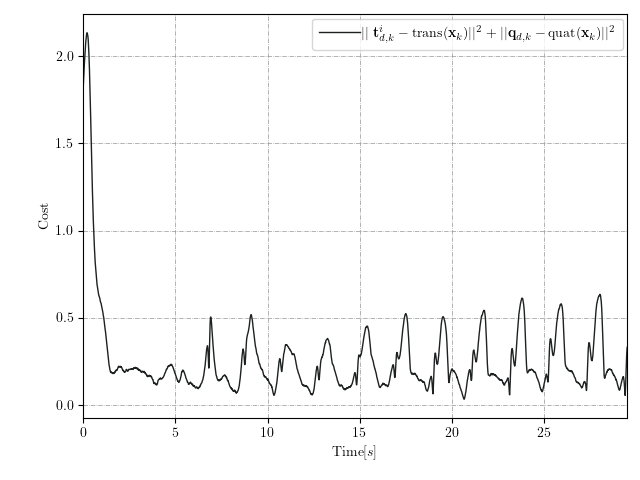 || t^i_{d,k} − trans(x_k)||^2 + ||q_{d,k} − quat(x_k)||^2
2.0
1.5
1.0
0.5
0.0
Cost
0 5 10 15 20 25
Time[s]